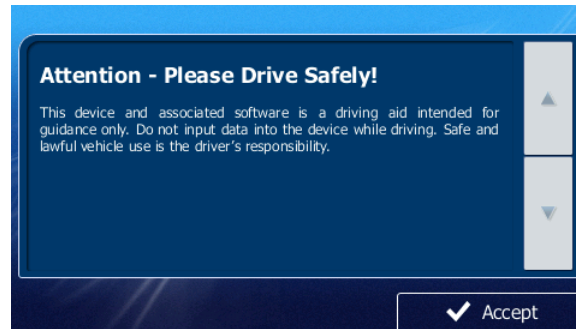 Attention - Please Drive Safely!
This device and associated software is a driving aid intended for
guidance only. Do not input data into the device while driving. Safe and
lawful vehicle use is the driver's responsibility.
Accept